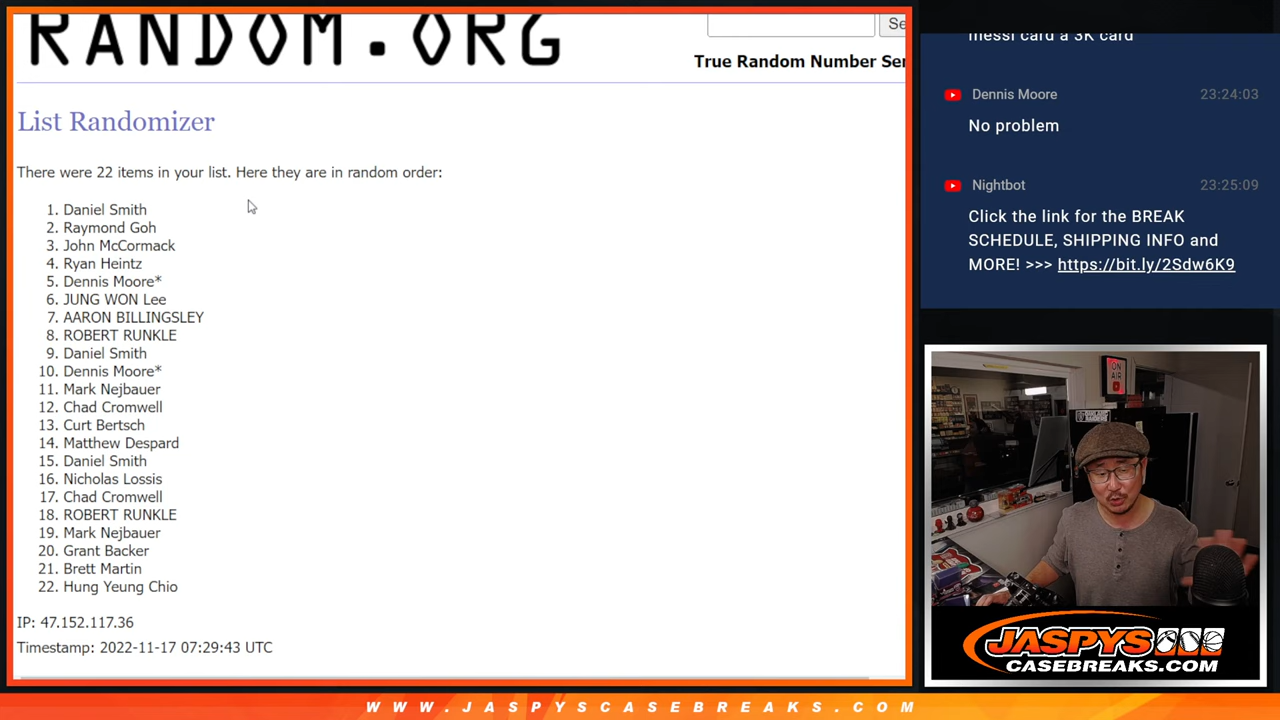 RANDOM.ORG
Se
True Random Number Ser
List Randomizer
There were 22 items in your list. Here they are in random order:
1. Daniel Smith
2. Raymond Goh
3. John McCormack
4. Ryan Heintz
5. Dennis Moore*
6. JUNG WON Lee
7. AARON BILLINGSLEY
8. ROBERT RUNKLE
9. Daniel Smith
10. Dennis Moore*
11. Mark Nejbauer
12. Chad Cromwell
13. Curt Bertsch
14. Matthew Despard
15. Daniel Smith
16. Nicholas Lossis
17. Chad Cromwell
18. ROBERT RUNKLE
19. Mark Nejbauer
20. Grant Backer
21. Brett Martin
22. Hung Yeung Chio
IP: 47.152.117.36
Timestamp: 2022-11-17 07:29:43 UTC
messi card a 3K card
Dennis Moore 23:24:03
No problem
Nightbot 23:25:09
Click the link for the BREAK
SCHEDULE, SHIPPING INFO and
MORE! >>> https://bit.ly/2Sdw6K9
ON
AIR
JASPYS
CASEBREAKS.COM
WWW.JASPYSCASEBREAKS.COM